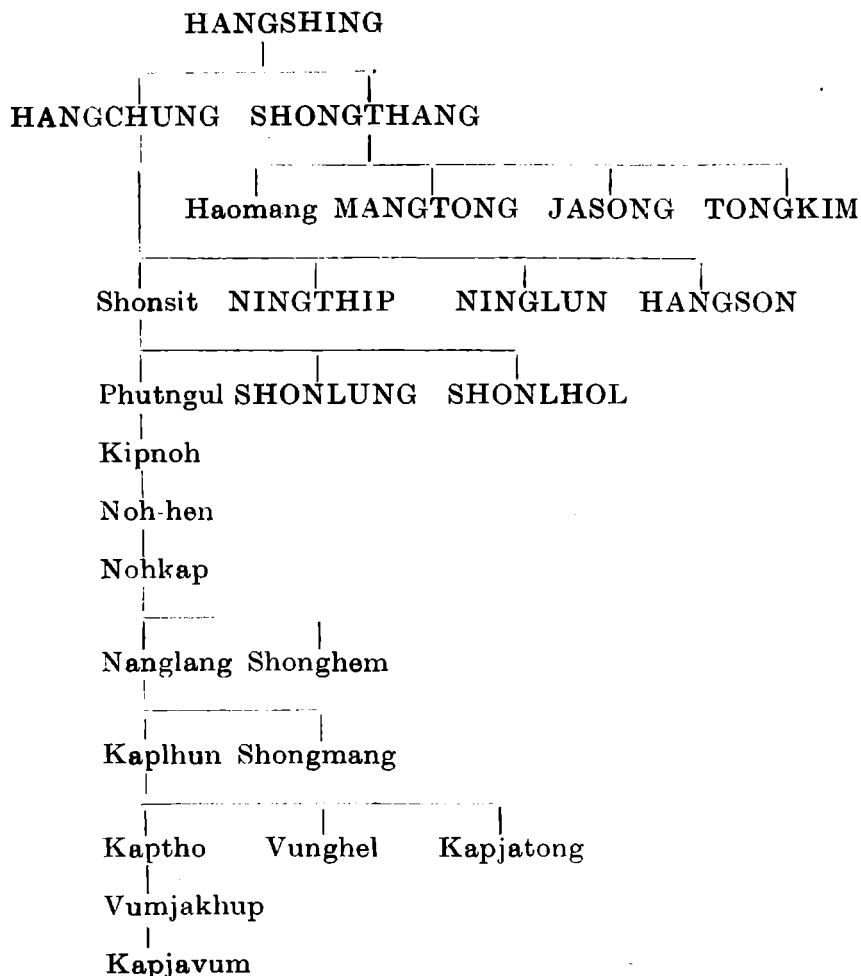 HANGSHING
HANGCHUNG SHONGTHANG
Haomang MANGTONG JASONG TONGKIM
Shonsit NINGTHIP NINGLUN HANGSON
Phutngul SHONLUNG SHONLHOL
Kipnoh
Noh-hen
Nohkap
Nanglang Shonghem
Kaplhun Shongmang
Kaptho Vunghel Kapjatong
Vumjakhup
Kapjavum